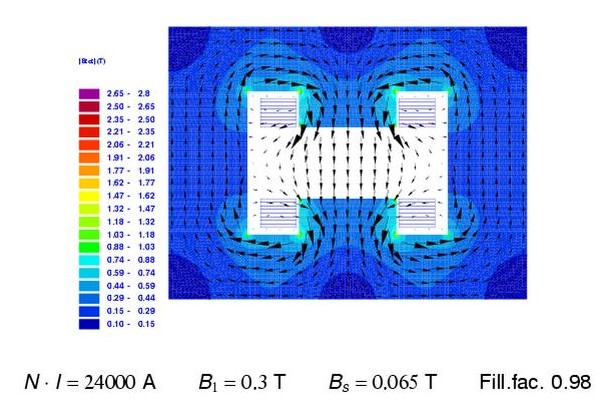 |Btot| (T)
2.65 - 2.8
2.50 - 2.65
2.35 - 2.50
2.21 - 2.35
2.06 - 2.21
1.91 - 2.06
1.77 - 1.91
1.62 - 1.77
1.47 - 1.62
1.32 - 1.47
1.18 - 1.32
1.03 - 1.18
0.88 - 1.03
0.74 - 0.88
0.59 - 0.74
0.44 - 0.59
0.29 - 0.44
0.15 - 0.29
0.10 - 0.15
N · I = 24000 A B₁ = 0.3 T Bₛ = 0.065 T Fill.fac. 0.98